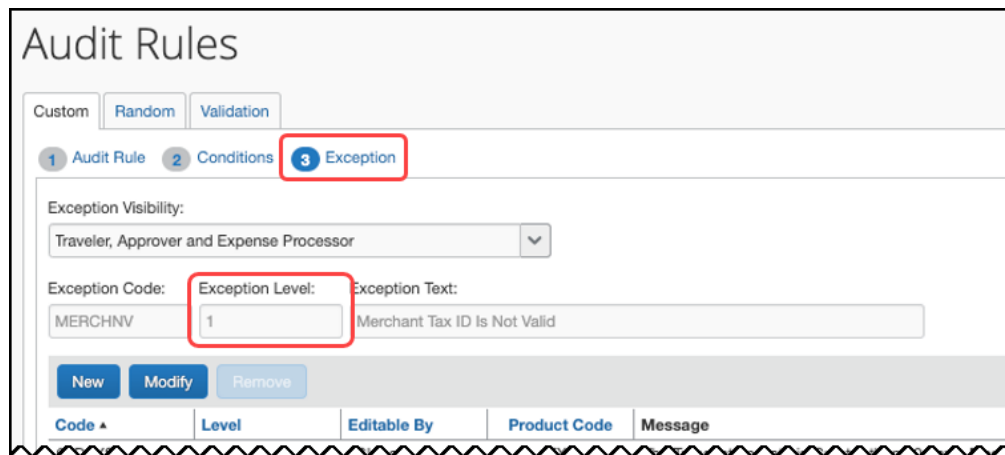 Audit Rules
Custom Random Validation
1 Audit Rule 2 Conditions 3 Exception
Exception Visibility:
Traveler, Approver and Expense Processor
Exception Code: Exception Level: Exception Text:
MERCHNV 1 Merchant Tax ID Is Not Valid
New Modify Remove
Code Level Editable By Product Code Message